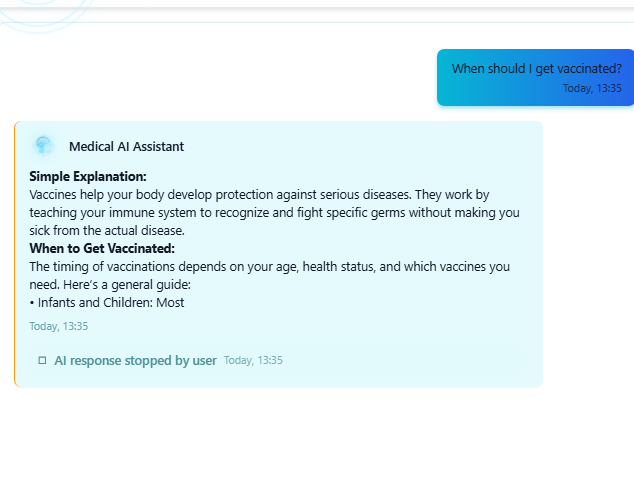 When should I get vaccinated?
Today, 13:35
Medical AI Assistant
Simple Explanation:
Vaccines help your body develop protection against serious diseases. They work by
teaching your immune system to recognize and fight specific germs without making you
sick from the actual disease.
When to Get Vaccinated:
The timing of vaccinations depends on your age, health status, and which vaccines you
need. Here’s a general guide:
• Infants and Children: Most
Today, 13:35
AI response stopped by user Today, 13:35